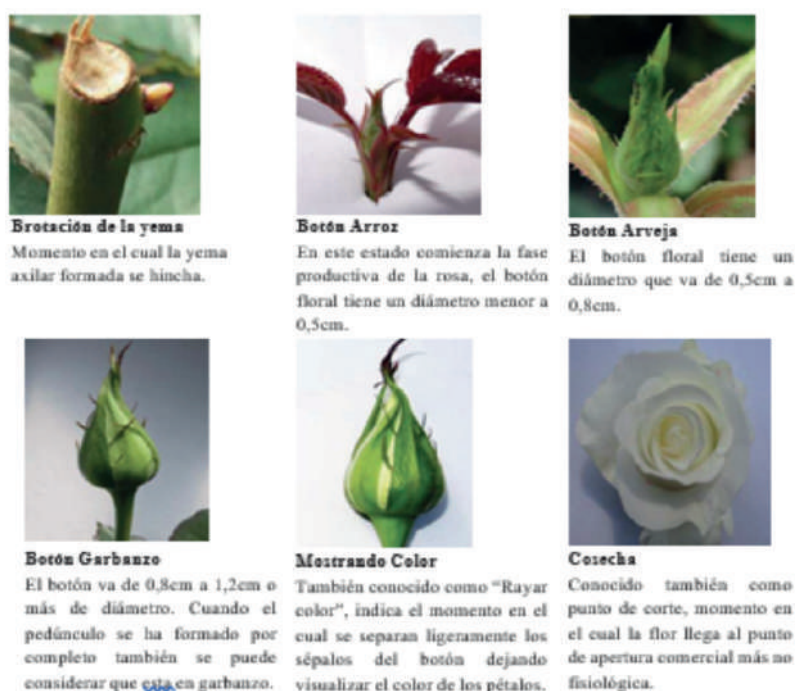 Brotación de la yema
Momento en el cual la yema
axilar formada se hincha.
Botón Arroz
En este estado comienza la fase
productiva de la rosa, el botón
floral tiene un diámetro menor a
0,5cm.
Botón Arveja
El botón floral tiene un
diámetro que va de 0,5cm a
0,8cm.
Botón Garbanzo
El botón va de 0,8cm a 1,2cm o
más de diámetro. Cuando el
pedúnculo se ha formado por
completo también se puede
considerar que esta en garbanzo.
Mostrando Color
También conocido como “Rayar
color”, indica el momento en el
cual se separan ligeramente los
sépalos del botón dejando
visualizar el color de los pétalos.
Cosecha
Conocido también como
punto de corte, momento en
el cual la flor llega al punto
de apertura comercial más no
fisiológica.